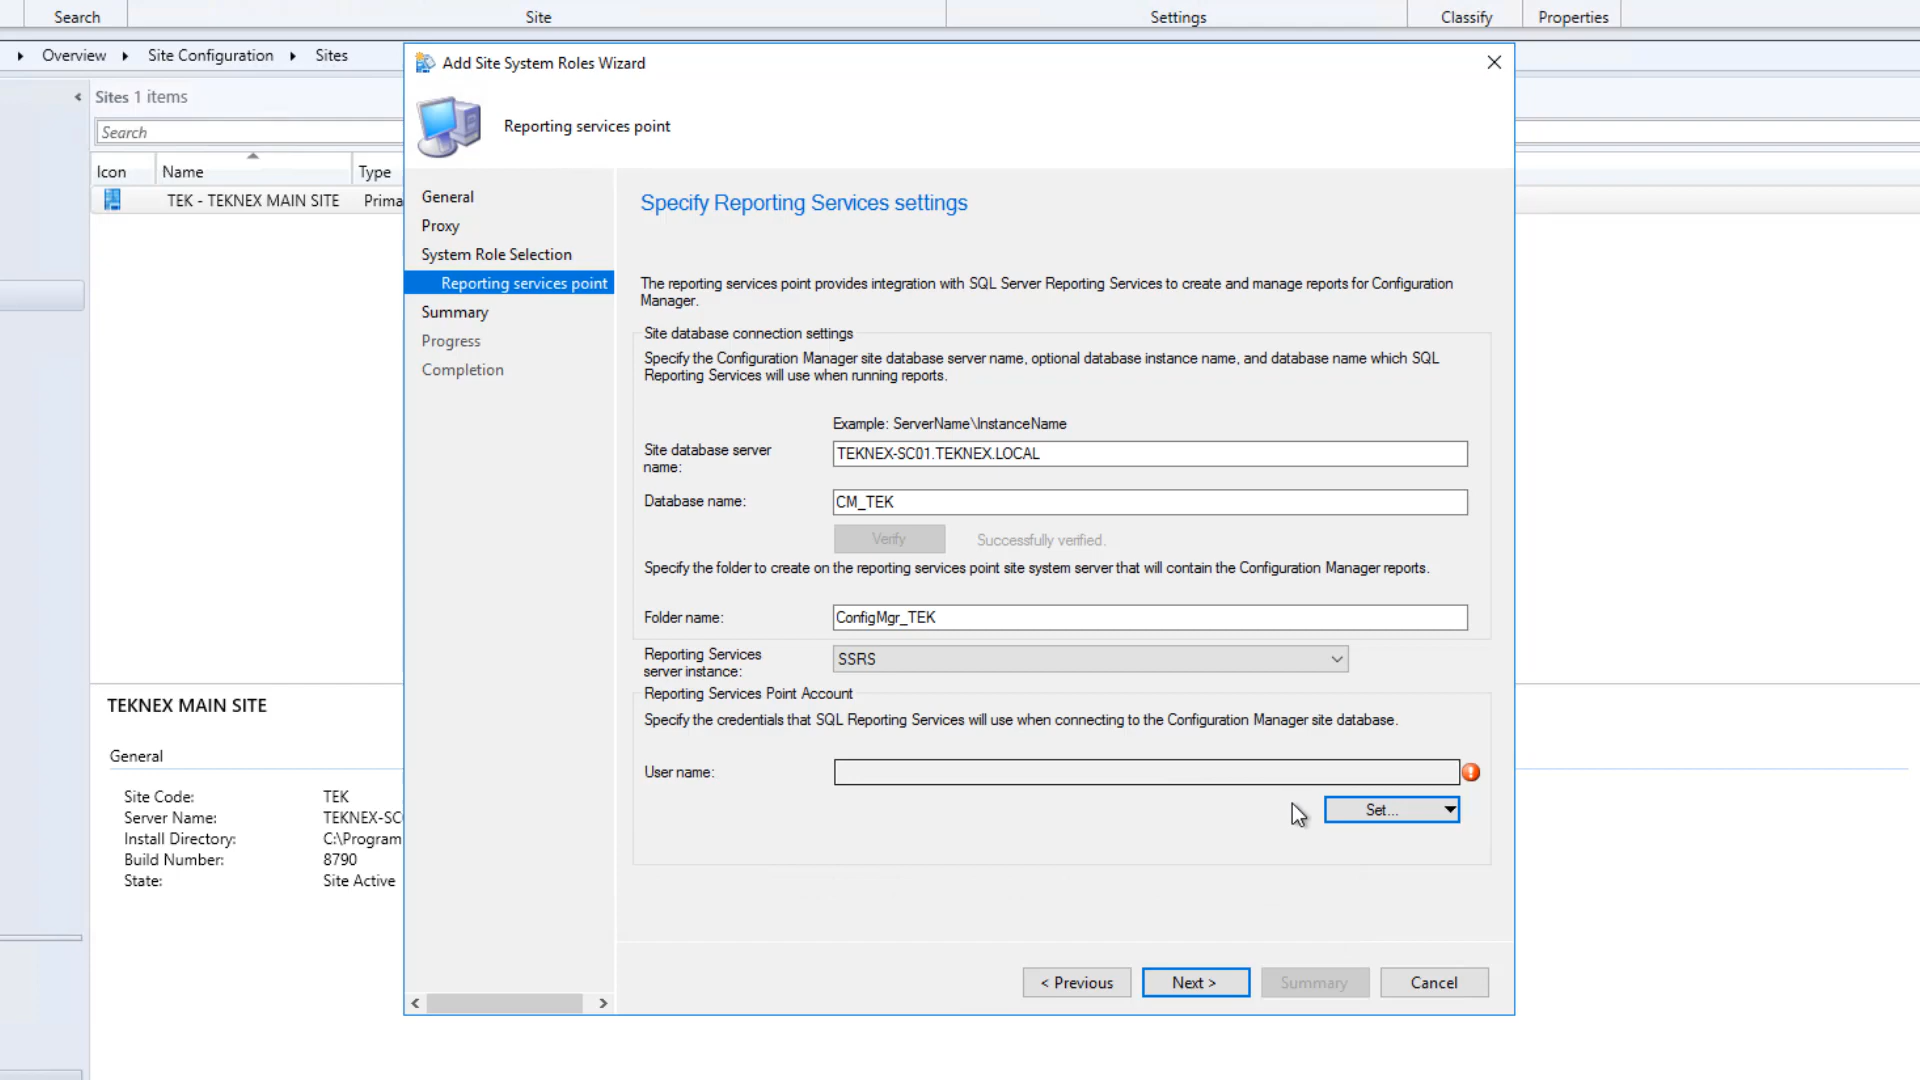 Search
Site
Settings
Classify
Properties
Overview
Site Configuration
Sites
Sites 1 items
Search
Icon
Name
Type
TEK - TEKNEX MAIN SITE
Prima
TEKNEX MAIN SITE
General
Site Code: TEK
Server Name: TEKNEX-SC
Install Directory: C:\Program
Build Number: 8790
State: Site Active
Add Site System Roles Wizard
Reporting services point
General
Proxy
System Role Selection
Reporting services point
Summary
Progress
Completion
Specify Reporting Services settings
The reporting services point provides integration with SQL Server Reporting Services to create and manage reports for Configuration
Manager.
Site database connection settings
Specify the Configuration Manager site database server name, optional database instance name, and database name which SQL
Reporting Services will use when running reports.
Example: ServerName\InstanceName
Site database server
name:
TEKNEX-SC01.TEKNEX.LOCAL
Database name:
CM_TEK
Verify
Successfully verified.
Specify the folder to create on the reporting services point site system server that will contain the Configuration Manager reports.
Folder name:
ConfigMgr_TEK
Reporting Services
server instance:
SSRS
Reporting Services Point Account
Specify the credentials that SQL Reporting Services will use when connecting to the Configuration Manager site database.
User name:
Set...
< Previous
Next >
Summary
Cancel